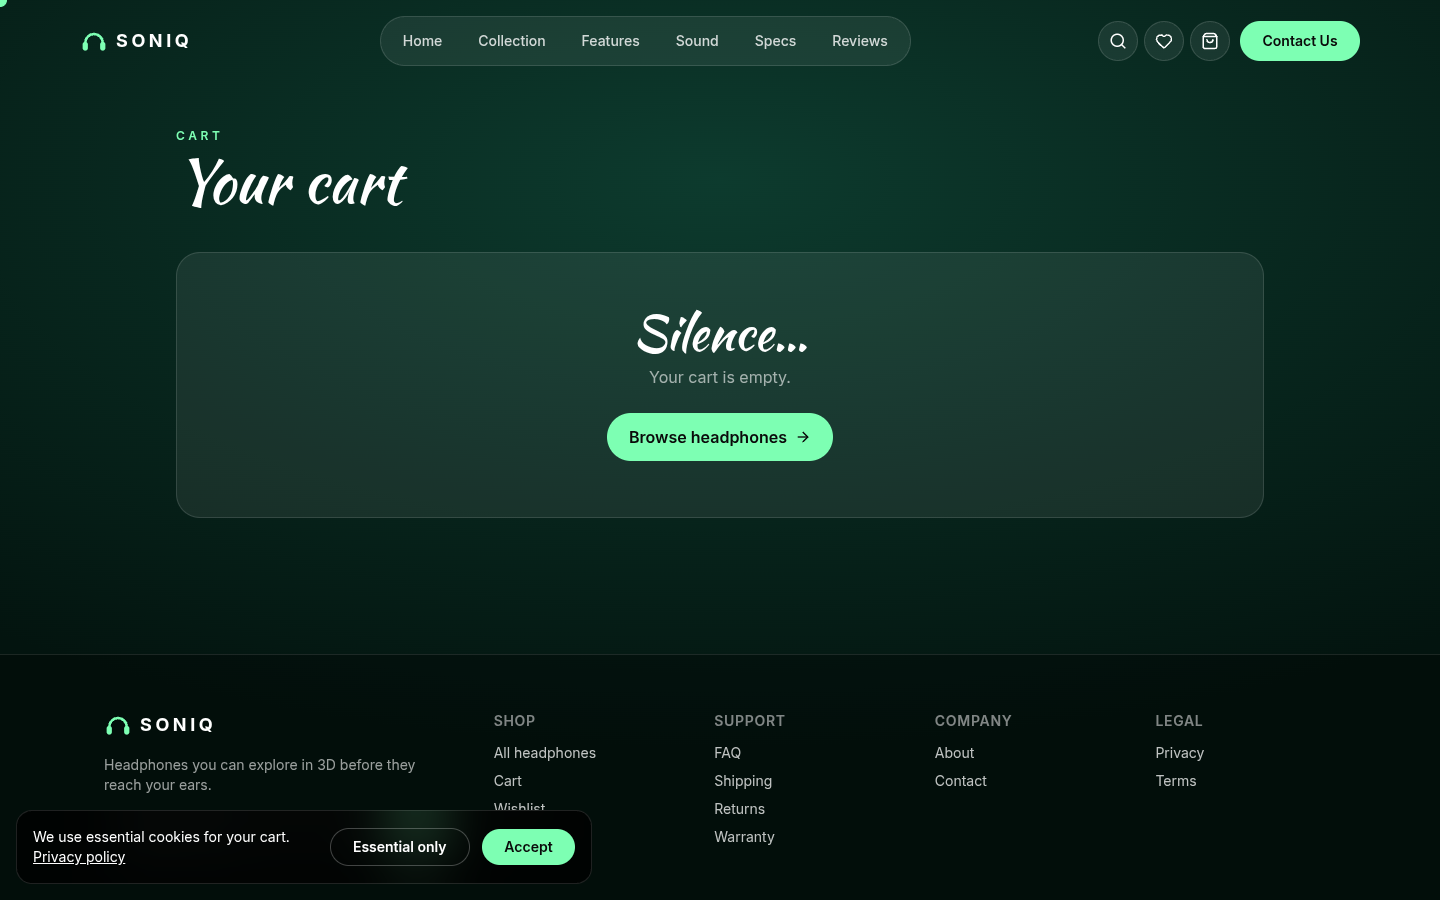 SONIQ
Home Collection Features Sound Specs Reviews
Contact Us
CART
Your cart
Silence...
Your cart is empty.
Browse headphones
SONIQ
Headphones you can explore in 3D before they
reach your ears.
SHOP
All headphones
Cart
Wishlist
SUPPORT
FAQ
Shipping
Returns
Warranty
COMPANY
About
Contact
LEGAL
Privacy
Terms
We use essential cookies for your cart.
Privacy policy
Essential only
Accept